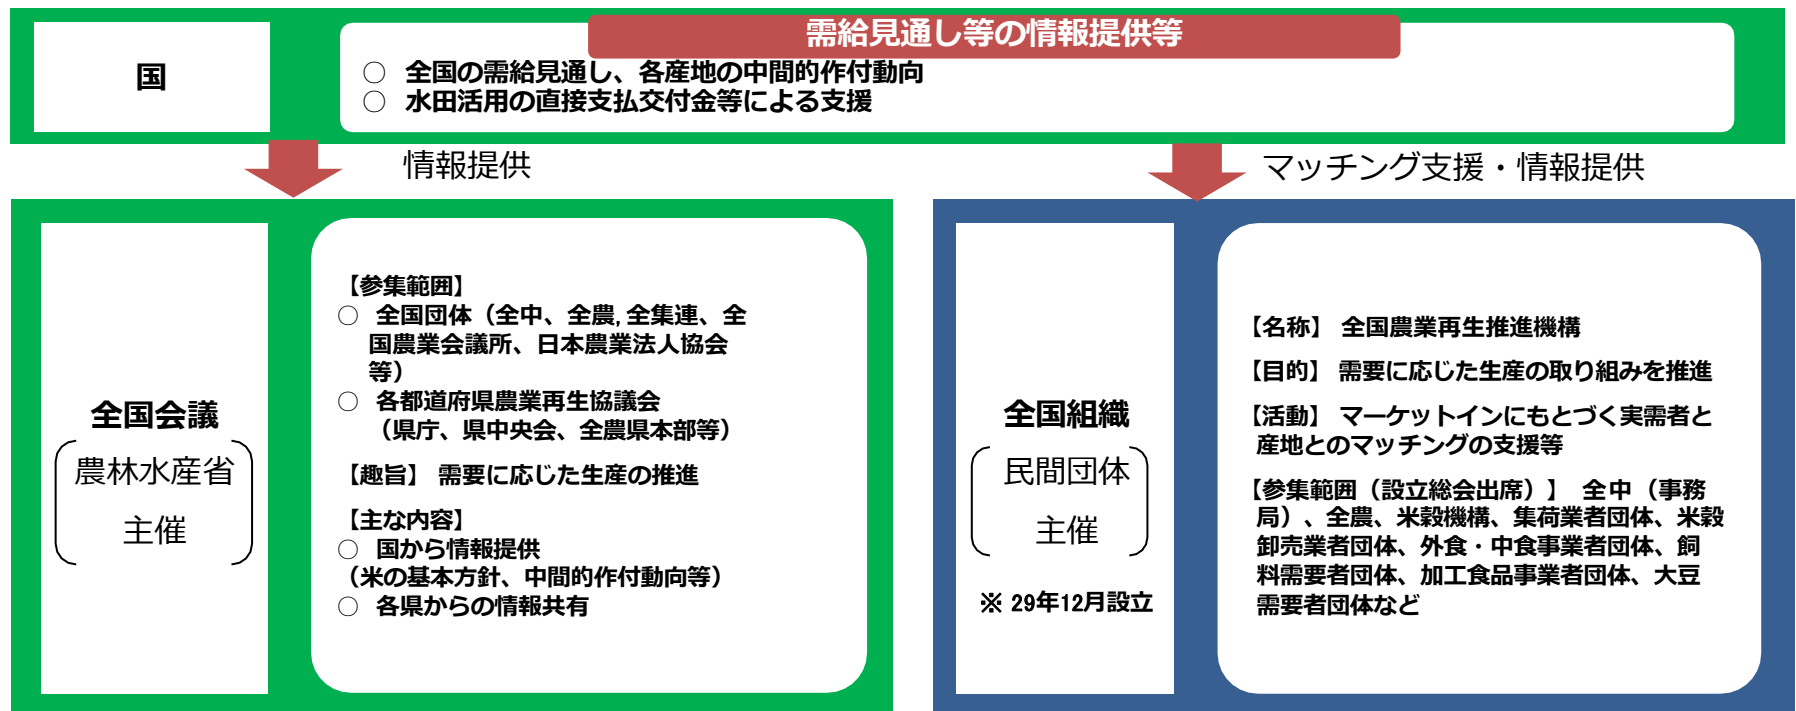 需給見通し等の情報提供等
国
○ 全国の需給見通し、各産地の中間的作付動向
○ 水田活用の直接支払交付金等による支援
情報提供
マッチング支援・情報提供
全国会議
農林水産省
主催
【参集範囲】
○ 全国団体（全中、全農,全集連、全
国農業会議所、日本農業法人協会
等）
○ 各都道府県農業再生協議会
（県庁、県中央会、全農県本部等）
【趣旨】 需要に応じた生産の推進
【主な内容】
○ 国から情報提供
（米の基本方針、中間的作付動向等）
○ 各県からの情報共有
全国組織
民間団体
主催
※ 29年12月設立
【名称】 全国農業再生推進機構
【目的】 需要に応じた生産の取り組みを推進
【活動】 マーケットインにもとづく実需者と
産地とのマッチングの支援等
【参集範囲（設立総会出席）】 全中（事務
局）、全農、米穀機構、集荷業者団体、米穀
卸売業者団体、外食・中食事業者団体、飼
料需要者団体、加工食品事業者団体、大豆
需要者団体など